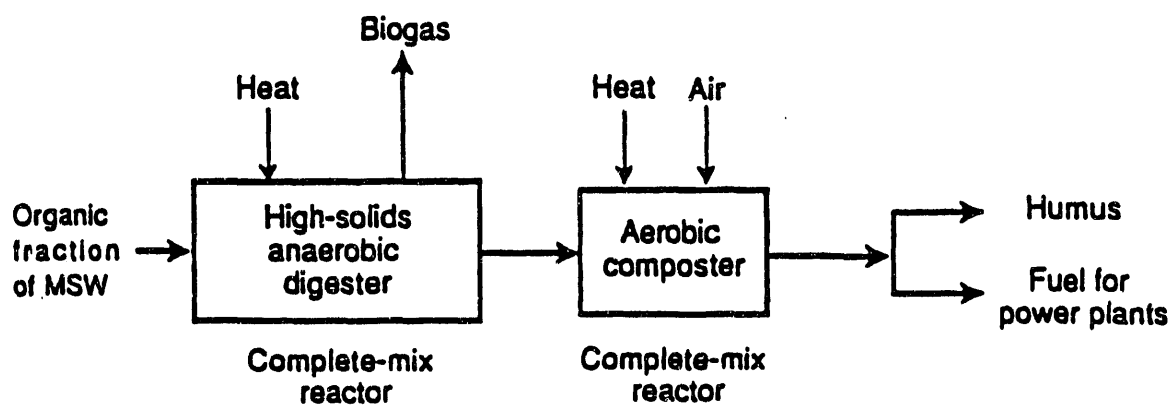 Biogas
Heat
Heat
Air
Organic
fraction
of MSW
High-solids
anaerobic
digester
Aerobic
composter
Humus
Fuel for
power plants
Complete-mix
reactor
Complete-mix
reactor